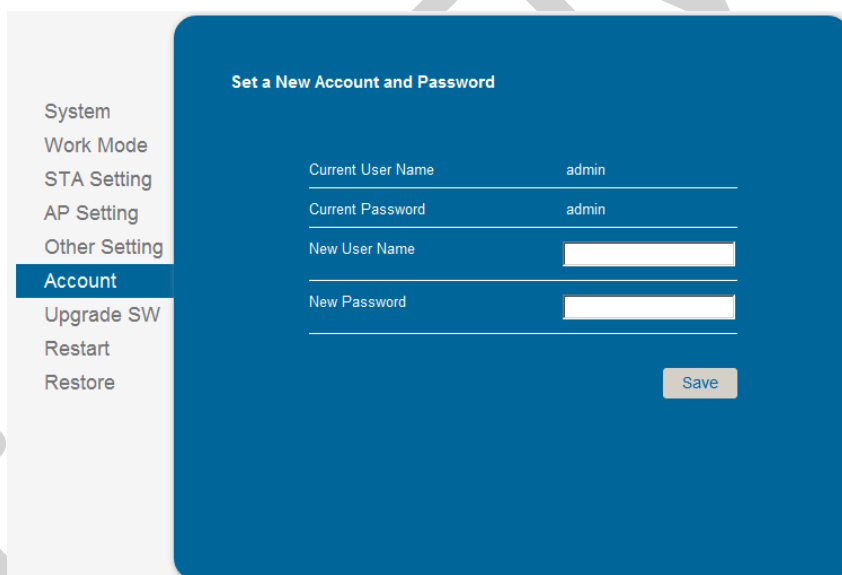 System
Work Mode
STA Setting
AP Setting
Other Setting
Account
Upgrade SW
Restart
Restore
Set a New Account and Password
Current User Name admin
Current Password admin
New User Name
New Password
Save